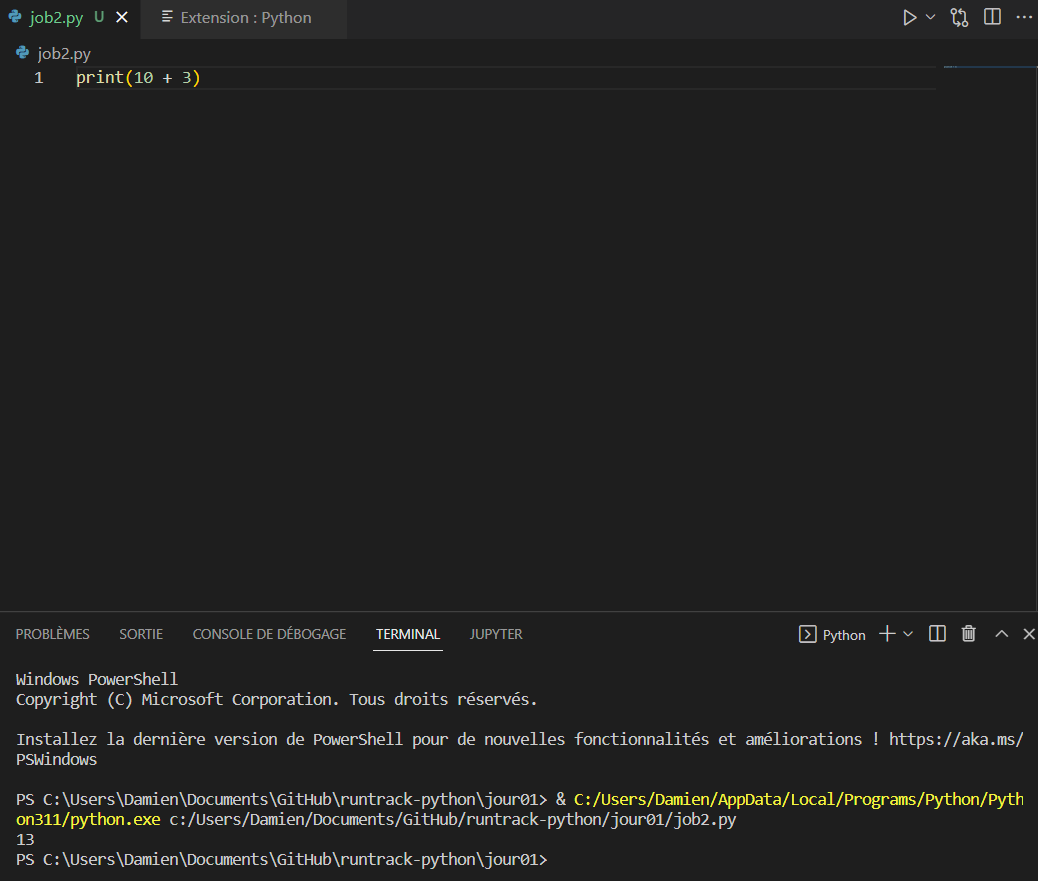 job2.py U Extension : Python
job2.py
1 print(10 + 3)
PROBLÈMES SORTIE CONSOLE DE DÉBOGAGE TERMINAL JUPYTER Python
Windows PowerShell
Copyright (C) Microsoft Corporation. Tous droits réservés.
Installez la dernière version de PowerShell pour de nouvelles fonctionnalités et améliorations ! https://aka.ms/
PSWindows
PS C:\Users\Damien\Documents\GitHub\runtrack-python\jour01> & C:/Users/Damien/AppData/Local/Programs/Python/Pyth
on311/python.exe c:/Users/Damien/Documents/GitHub/runtrack-python/jour01/job2.py
13
PS C:\Users\Damien\Documents\GitHub\runtrack-python\jour01>